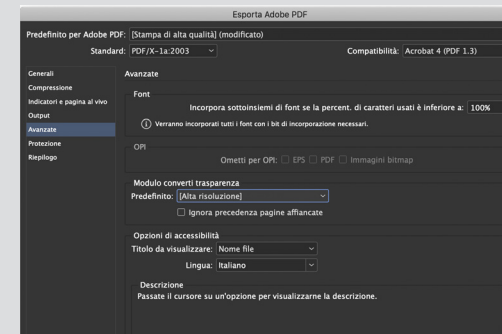 Esporta Adobe PDF
Predefinito per Adobe PDF: [Stampa di alta qualità] (modificato)
Standard: PDF/X-1a:2003 Compatibilità: Acrobat 4 (PDF 1.3)
Generali
Compressione
Indicatori e pagina al vivo
Output
Avanzate
Protezione
Riepilogo
Avanzate
Font
Incorpora sottoinsiemi di font se la percent. di caratteri usati è inferiore a: 100%
Verranno incorporati tutti i font con i bit di incorporazione necessari.
OPI
Ometti per OPI: EPS PDF Immagini bitmap
Modulo converti trasparenza
Predefinito: [Alta risoluzione]
Ignora precedenza pagine affiancate
Opzioni di accessibilità
Titolo da visualizzare: Nome file
Lingua: Italiano
Descrizione
Passate il cursore su un'opzione per visualizzarne la descrizione.